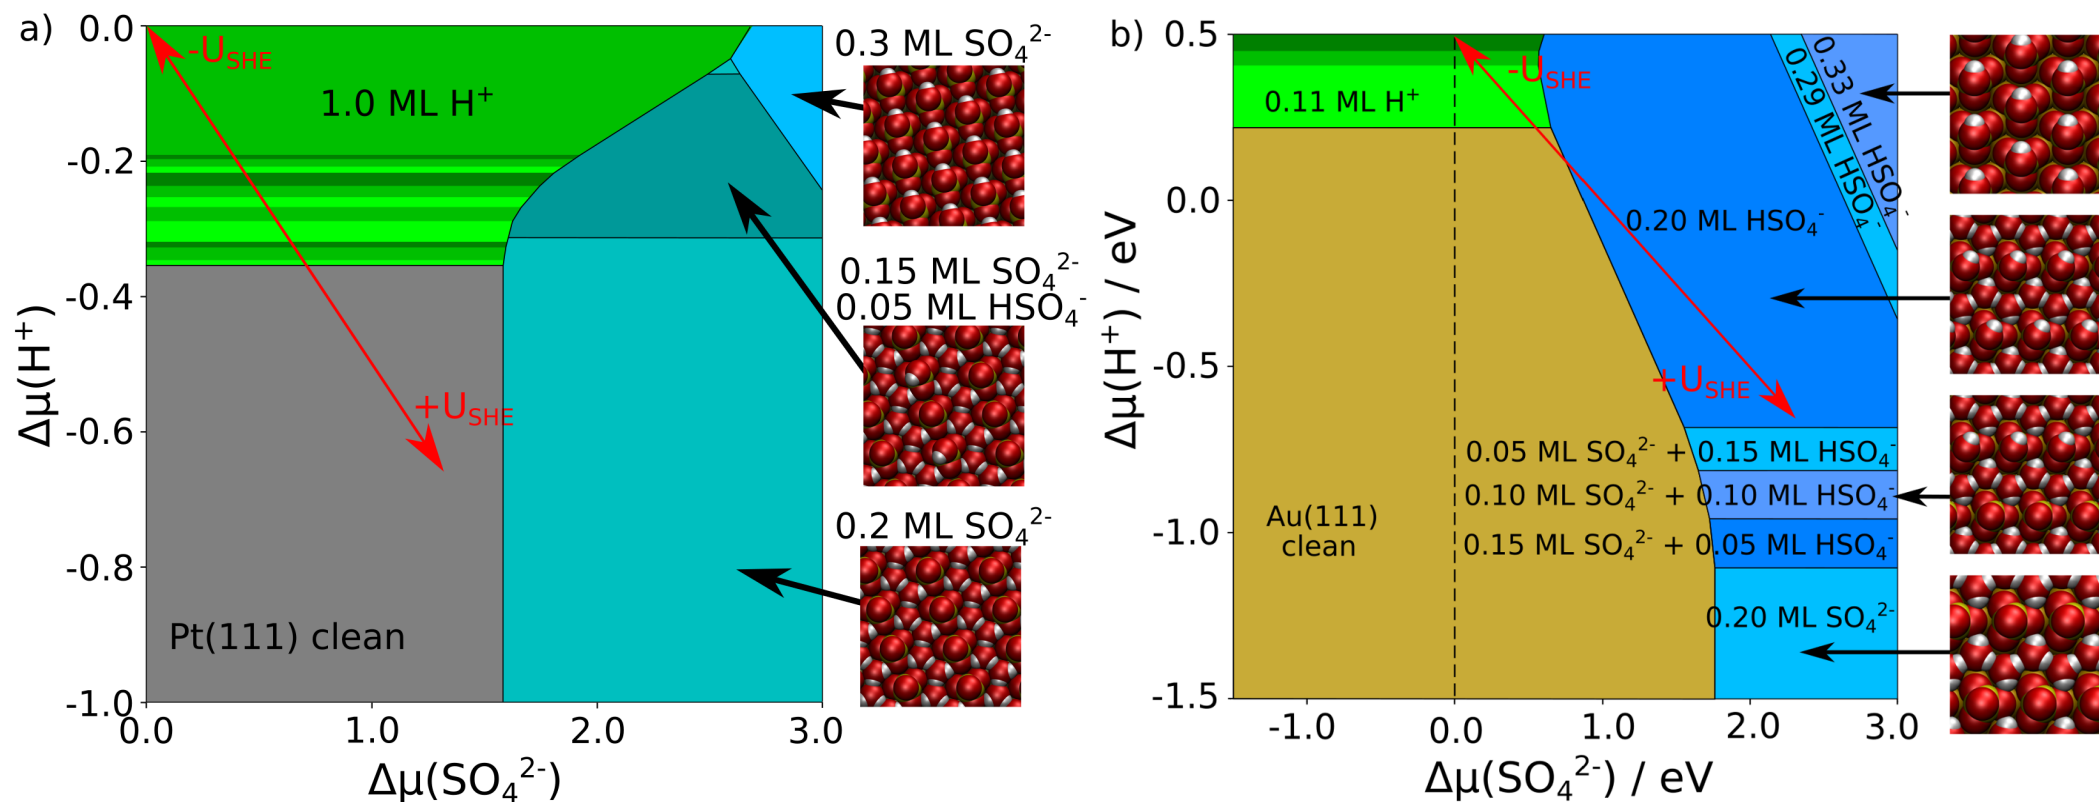 a)
0.0
-0.2
-0.4
-0.6
-0.8
-1.0
Δμ(H⁺)
-U_SHE
1.0 ML H⁺
+U_SHE
Pt(111) clean
0.0
1.0
2.0
3.0
Δμ(SO₄²⁻)
0.3 ML SO₄²⁻
0.15 ML SO₄²⁻
0.05 ML HSO₄⁻
0.2 ML SO₄²⁻
b)
0.5
0.0
-0.5
-1.0
-1.5
Δμ(H⁺) / eV
-U_SHE
0.11 ML H⁺
0.33 ML HSO₄⁻
0.29 ML HSO₄⁻
0.20 ML HSO₄⁻
+U_SHE
0.05 ML SO₄²⁻ + 0.15 ML HSO₄⁻
0.10 ML SO₄²⁻ + 0.10 ML HSO₄⁻
0.15 ML SO₄²⁻ + 0.05 ML HSO₄⁻
Au(111)
clean
0.20 ML SO₄²⁻
-1.0
0.0
1.0
2.0
3.0
Δμ(SO₄²⁻) / eV